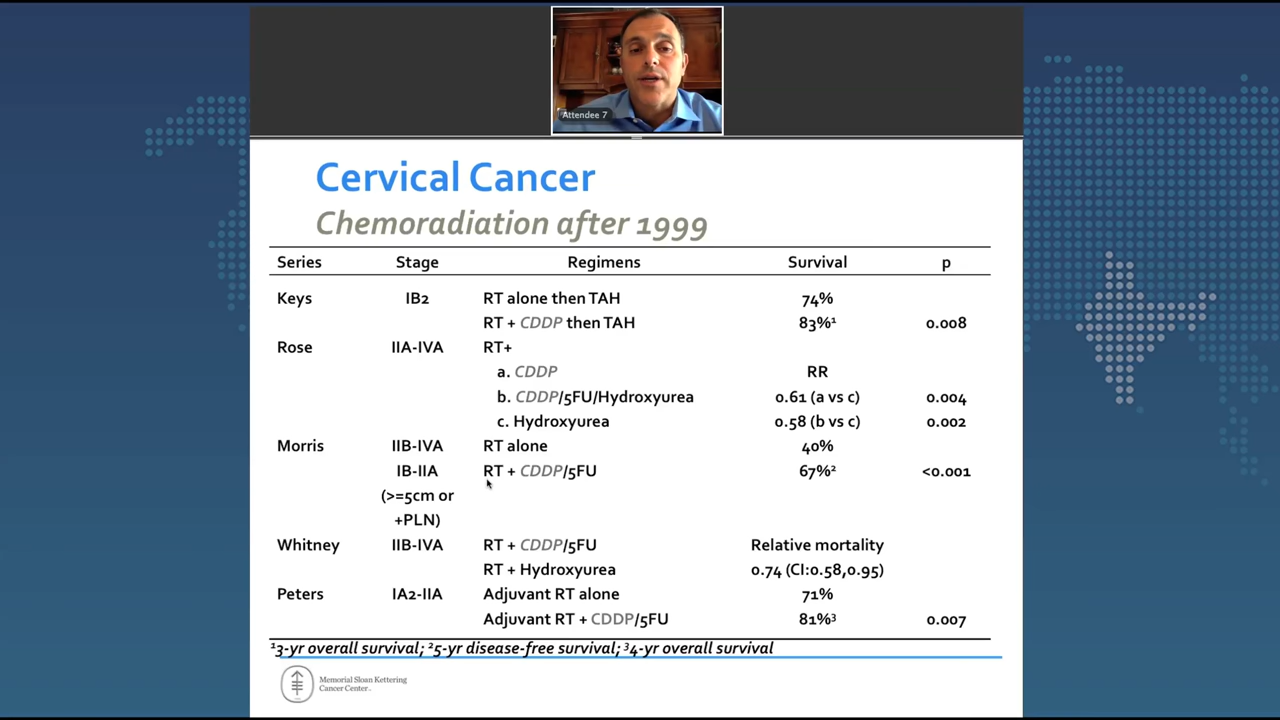 Attendee 7
Cervical Cancer
Chemoradiation after 1999
Series Stage Regimens Survival p
Keys IB2 RT alone then TAH 74%
RT + CDDP then TAH 83%¹ 0.008
Rose IIA-IVA RT+
a. CDDP RR
b. CDDP/5FU/Hydroxyurea 0.61 (a vs c) 0.004
c. Hydroxyurea 0.58 (b vs c) 0.002
Morris IIB-IVA RT alone 40%
IB-IIA RT + CDDP/5FU 67%² <0.001
(>=5cm or
+PLN)
Whitney IIB-IVA RT + CDDP/5FU Relative mortality
RT + Hydroxyurea 0.74 (CI:0.58,0.95)
Peters IA2-IIA Adjuvant RT alone 71%
Adjuvant RT + CDDP/5FU 81%³ 0.007
¹3-yr overall survival; ²5-yr disease-free survival; ³4-yr overall survival
Memorial Sloan Kettering
Cancer Center